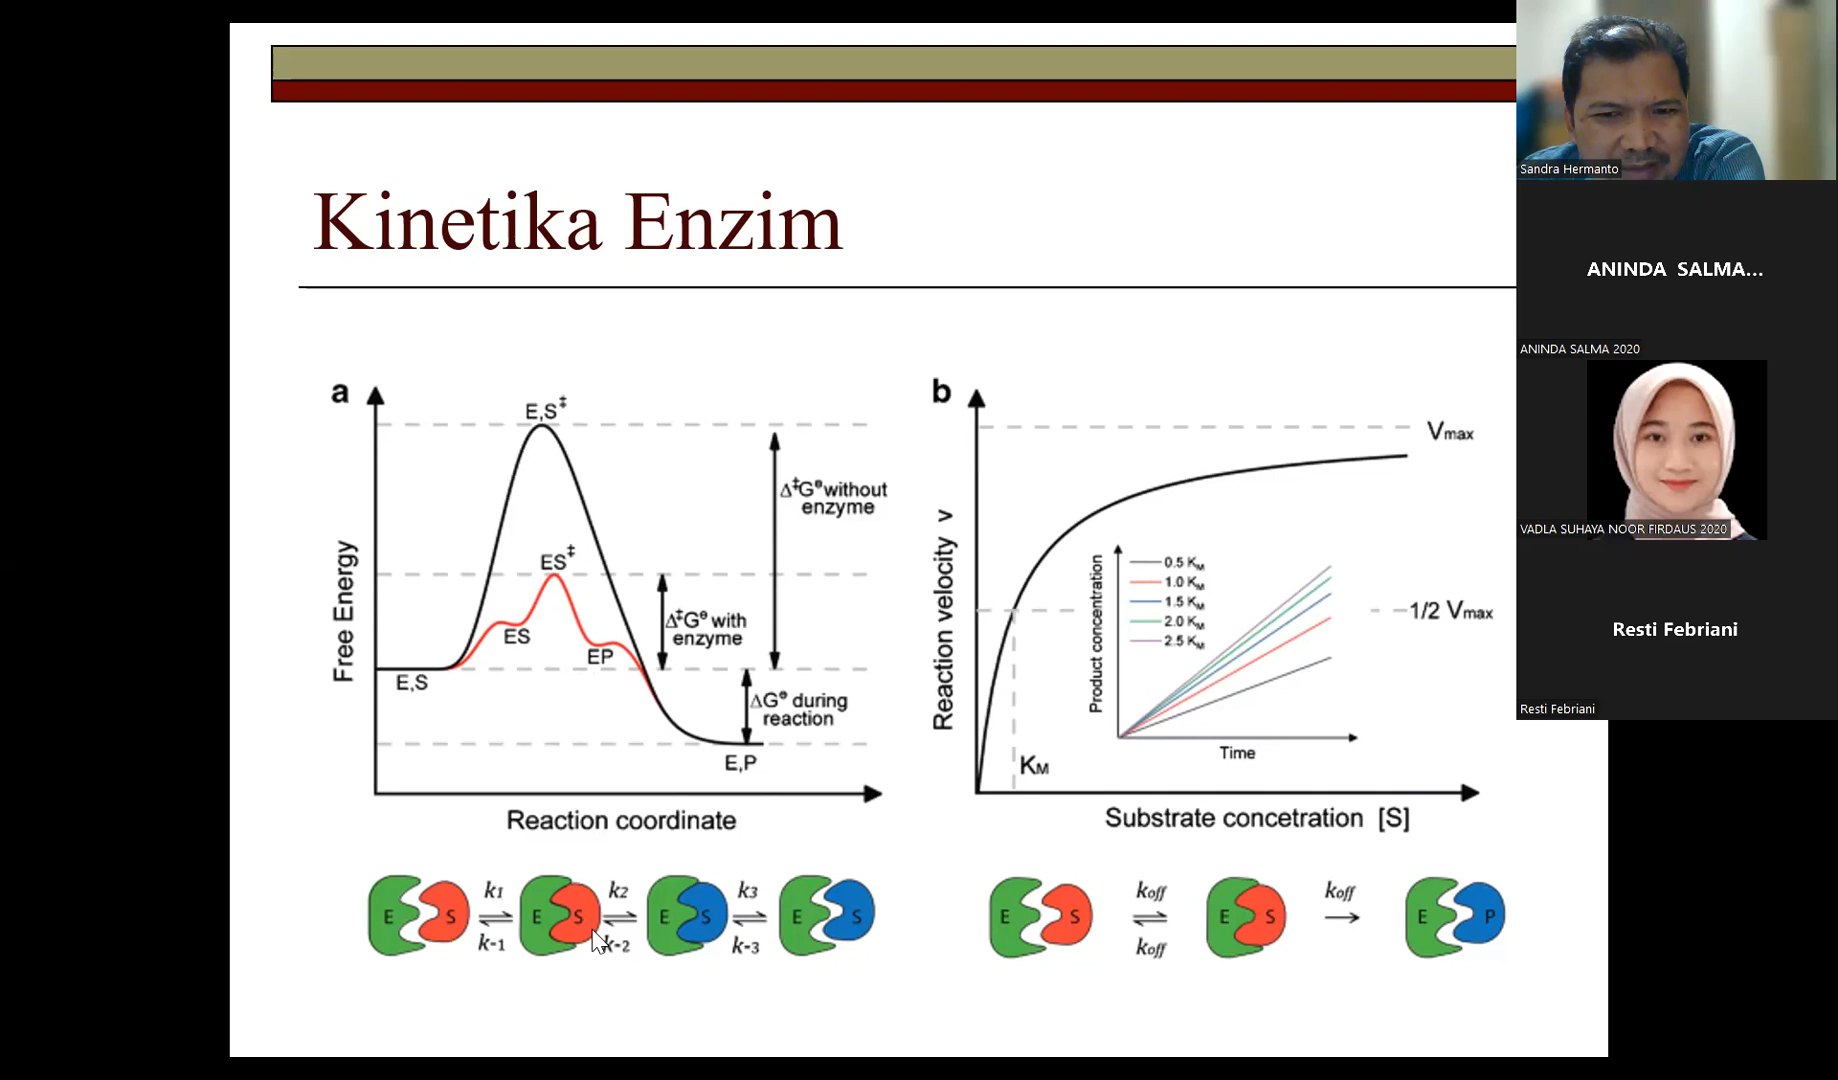 Kinetika Enzim
a
E,S‡
Δ‡G°without
enzyme
ES‡
Δ‡G° with
enzyme
ES
EP
E,S
ΔG° during
reaction
E,P
Free Energy
Reaction coordinate
b
Vmax
Reaction velocity v
1/2 Vmax
Product concentration
0.5 KM
1.0 KM
1.5 KM
2.0 KM
2.5 KM
Time
KM
Substrate concetration [S]
E S k1 k-1 E S k2 k-2 E S k3 k-3 E S
E S koff koff E S koff E P
Sandra Hermanto
ANINDA SALMA...
ANINDA SALMA 2020
VADLA SUHAYA NOOR FIRDAUS 2020
Resti Febriani
Resti Febriani